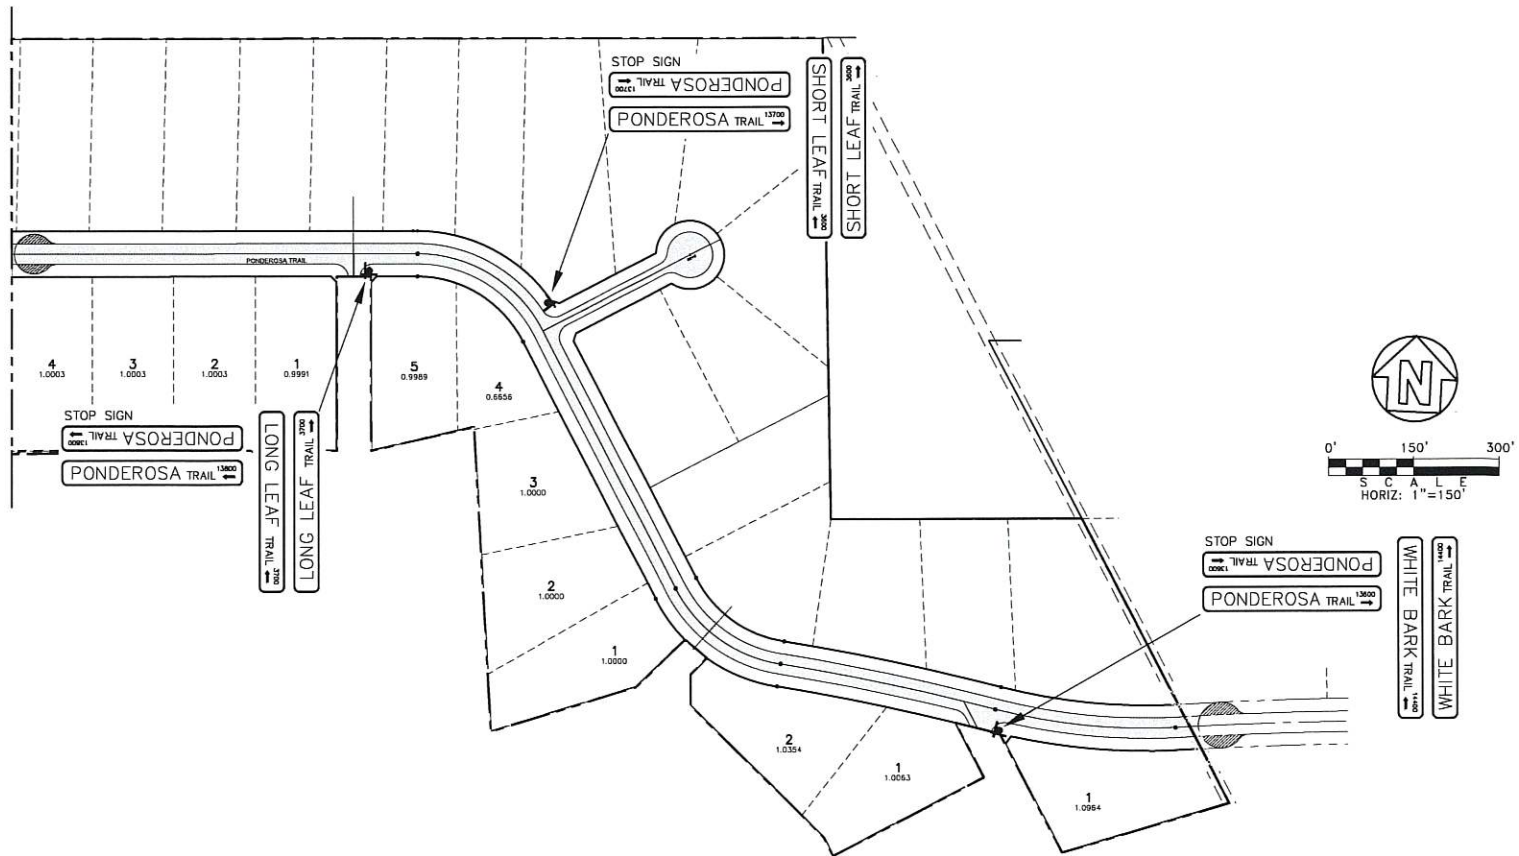 STOP SIGN
PONDEROSA TRAIL 13700
PONDEROSA TRAIL 13700
SHORT LEAF TRAIL 3600
SHORT LEAF TRAIL 3600
1
PONDEROSA TRAIL
4
1.0003
3
1.0003
2
1.0003
1
0.9991
5
0.9989
4
0.6656
STOP SIGN
PONDEROSA TRAIL 13800
PONDEROSA TRAIL 13800
LONG LEAF TRAIL 3700
LONG LEAF TRAIL 3700
3
1.0000
2
1.0000
1
1.0000
N
0' 150' 300'
S C A L E
HORIZ: 1"=150'
STOP SIGN
PONDEROSA TRAIL 13600
PONDEROSA TRAIL 13600
WHITE BARK TRAIL 14400
WHITE BARK TRAIL 14400
2
1.0354
1
1.0063
1
1.0964